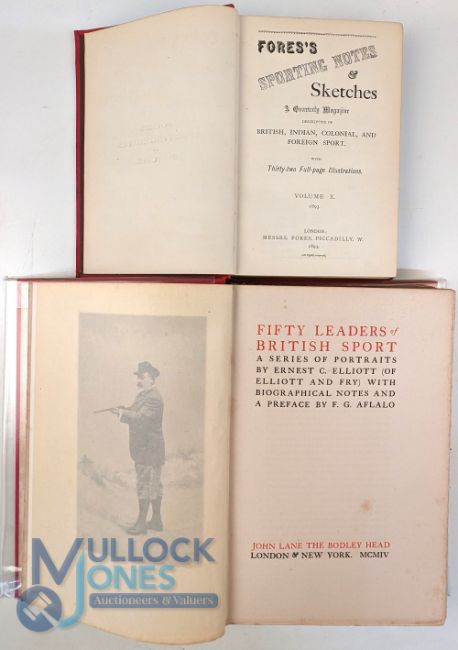 FORES'S
SPORTING NOTES
&
Sketches
A Quarterly Magazine
DESCRIPTIVE OF
BRITISH, INDIAN, COLONIAL, AND
FOREIGN SPORT.
WITH
Thirty-two Full-page Illustrations.
VOLUME X.
1893.
LONDON:
MESSRS. FORES, PICCADILLY, W.
1893.
FIFTY LEADERS of
BRITISH SPORT
A SERIES OF PORTRAITS
BY ERNEST C. ELLIOTT (OF
ELLIOTT AND FRY) WITH
BIOGRAPHICAL NOTES AND
A PREFACE BY F. G. AFLALO
JOHN LANE THE BODLEY HEAD
LONDON & NEW YORK. MCMIV
MULLOCK
JONES
Auctioneers & Valuers